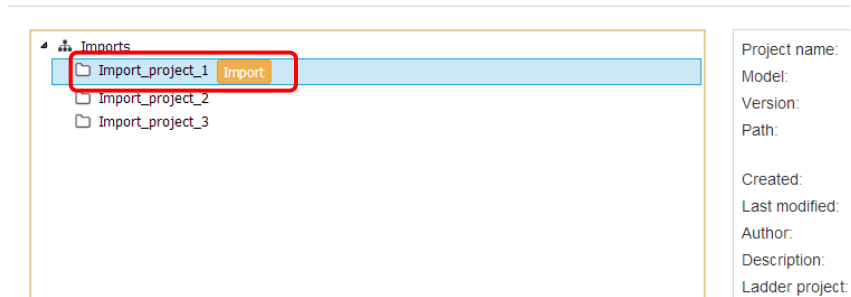 Imports
Import_project_1 Import
Import_project_2
Import_project_3
Project name:
Model:
Version:
Path:
Created:
Last modified:
Author:
Description:
Ladder project: